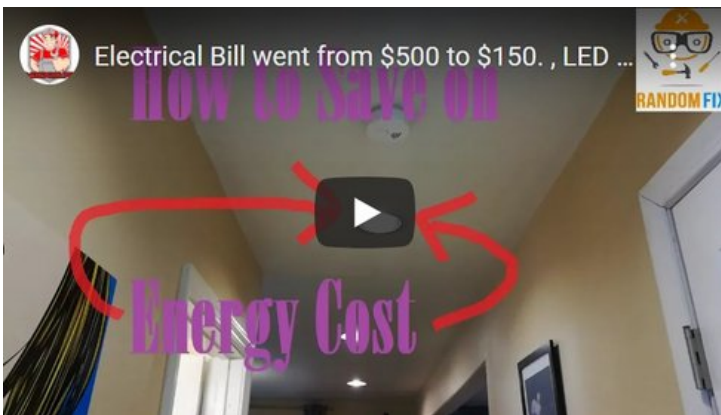 Electrical Bill went from $500 to $150. , LED ...
How to Save on
RANDOM FIX
Energy Cost